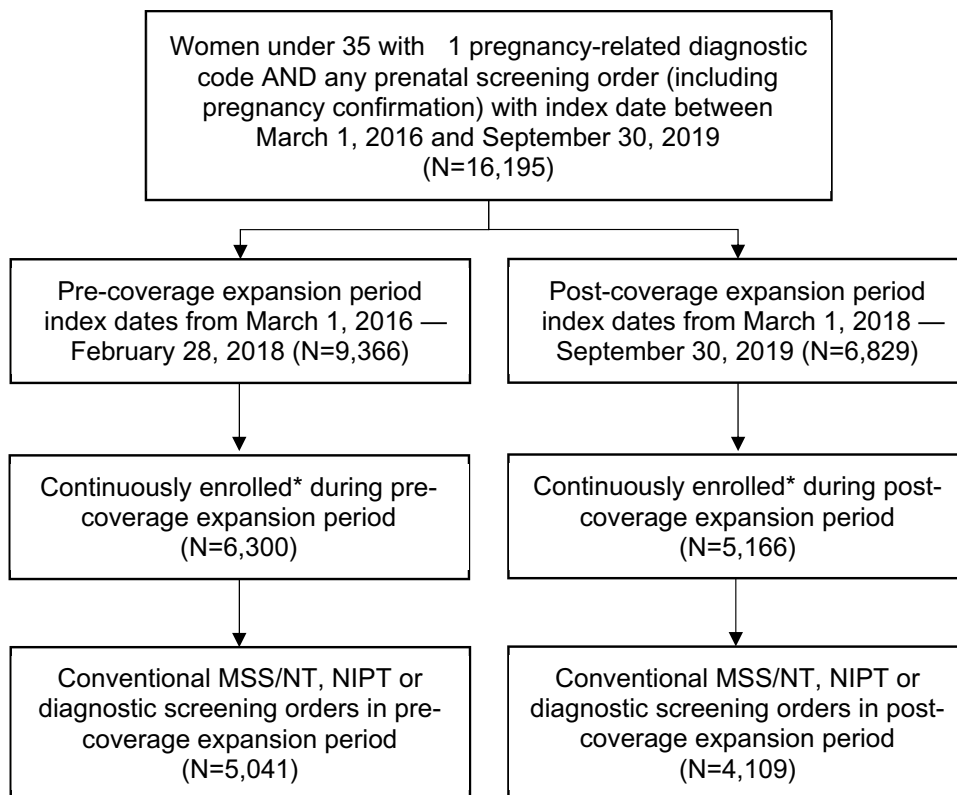 Women under 35 with 1 pregnancy-related diagnostic
code AND any prenatal screening order (including
pregnancy confirmation) with index date between
March 1, 2016 and September 30, 2019
(N=16,195)
Pre-coverage expansion period
index dates from March 1, 2016 —
February 28, 2018 (N=9,366)
Post-coverage expansion period
index dates from March 1, 2018 —
September 30, 2019 (N=6,829)
Continuously enrolled* during pre-
coverage expansion period
(N=6,300)
Continuously enrolled* during post-
coverage expansion period
(N=5,166)
Conventional MSS/NT, NIPT or
diagnostic screening orders in pre-
coverage expansion period
(N=5,041)
Conventional MSS/NT, NIPT or
diagnostic screening orders in post-
coverage expansion period
(N=4,109)